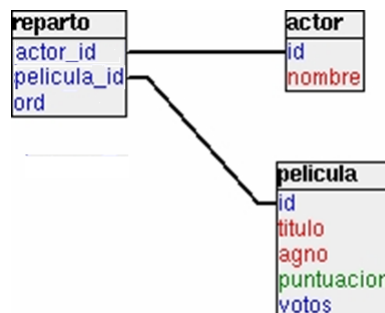 reparto
actor_id
pelicula_id
ord
actor
id
nombre
pelicula
id
titulo
agno
puntuacion
votos